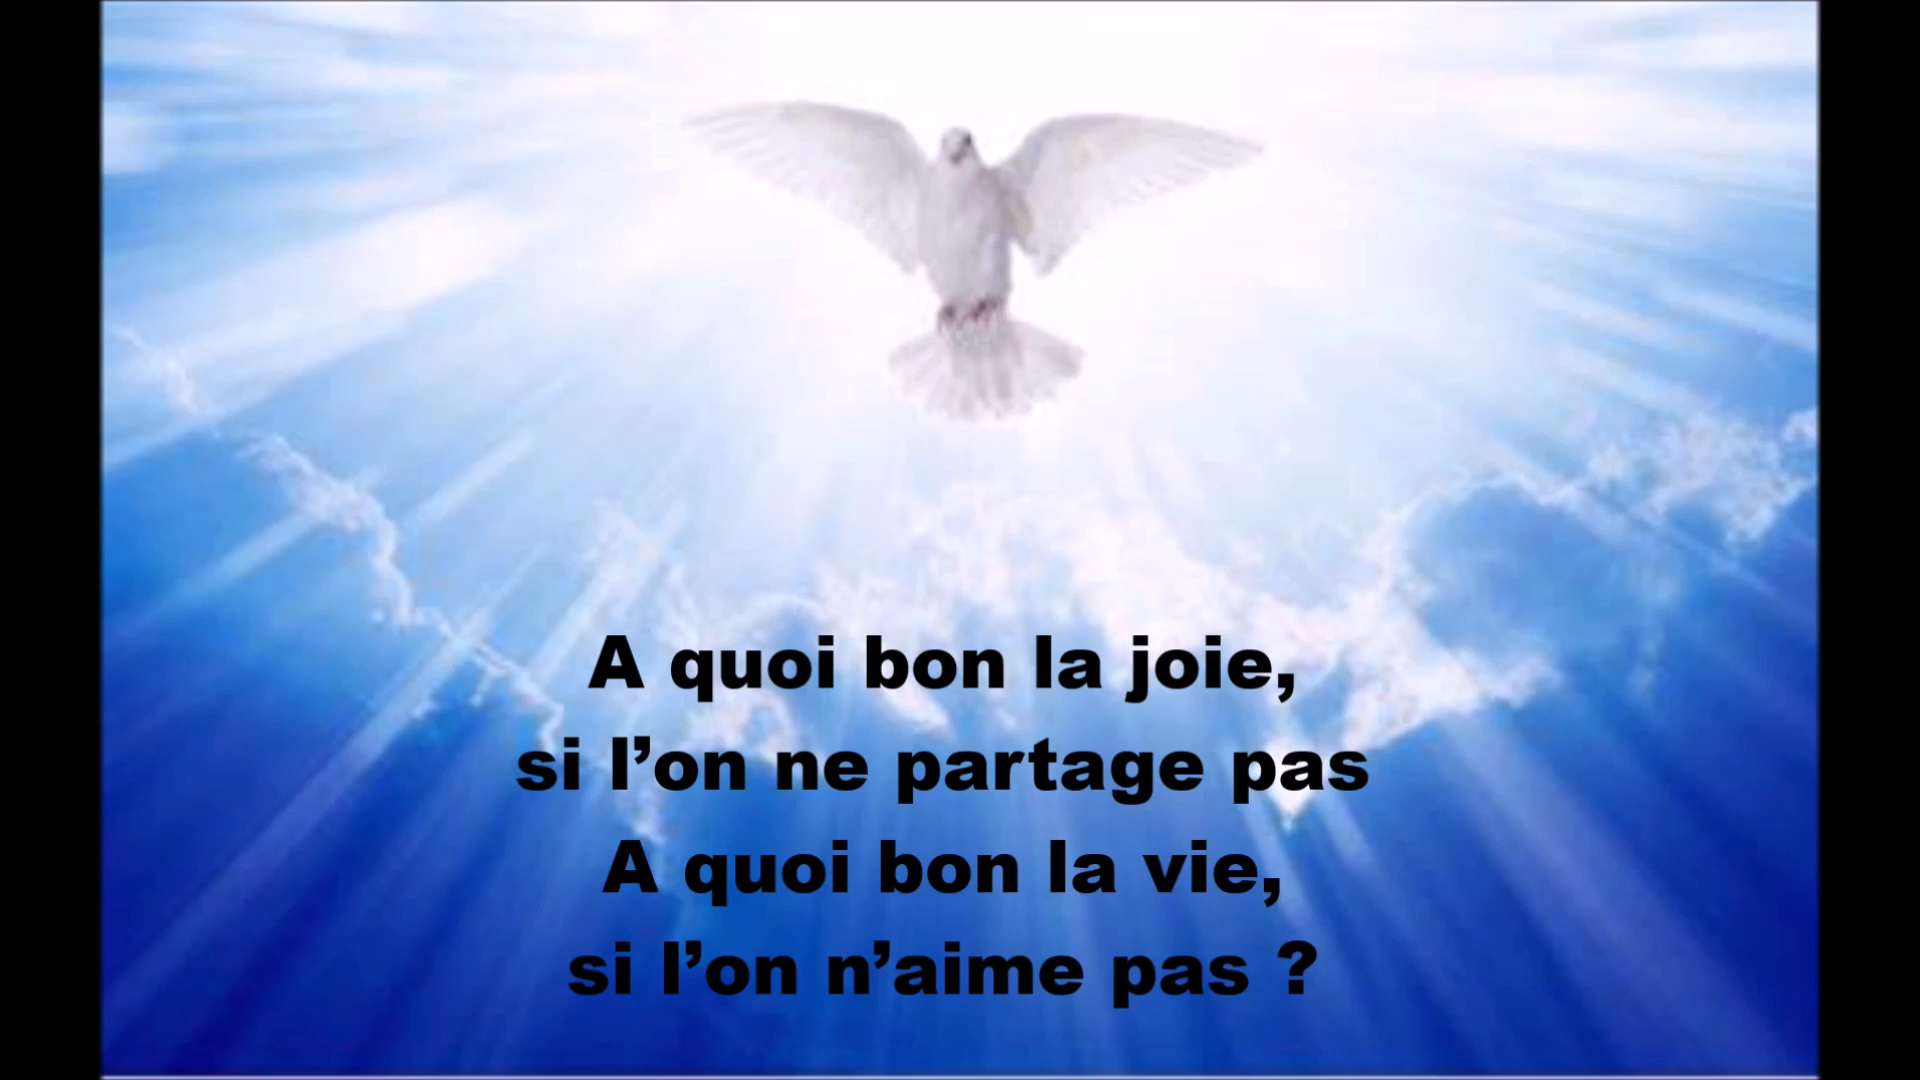 A quoi bon la joie,
si l’on ne partage pas
A quoi bon la vie,
si l’on n’aime pas ?